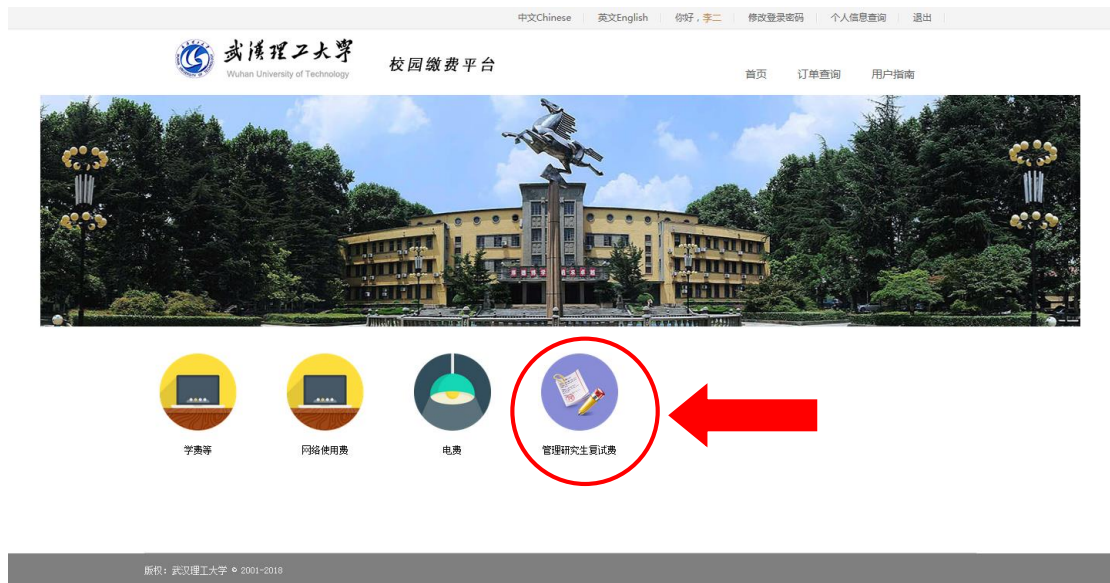 中文Chinese 英文English 你好，李二 修改登录密码 个人信息查询 退出
武汉理工大学
Wuhan University of Technology
校园缴费平台
首页 订单查询 用户指南
学费等 网络使用费 电费 管理研究生复试费
版权：武汉理工大学 © 2001-2018